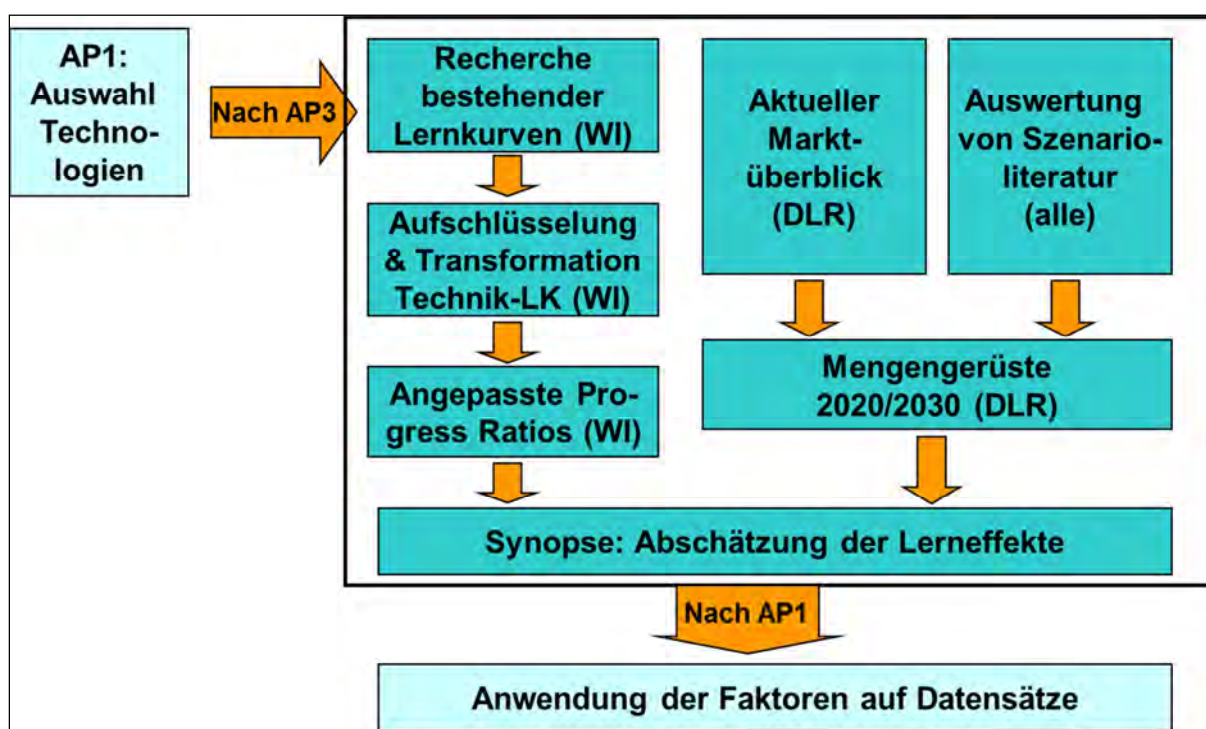 AP1:
Auswahl
Techno-
logien
Nach AP3
Recherche
bestehender
Lernkurven (WI)
Aufschlüsselung
& Transformation
Technik-LK (WI)
Angepasste Pro-
gress Ratios (WI)
Aktueller
Markt-
überblick
(DLR)
Auswertung
von Szenario-
literatur
(alle)
Mengengerüste
2020/2030 (DLR)
Synopse: Abschätzung der Lerneffekte
Nach AP1
Anwendung der Faktoren auf Datensätze